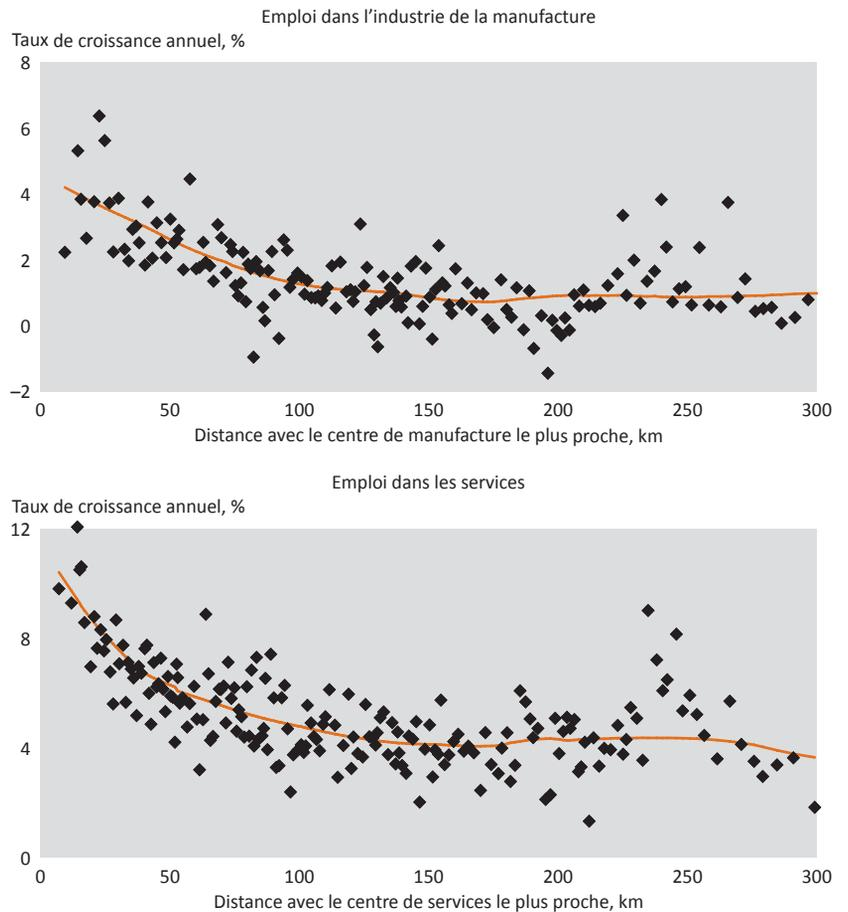 Emploi dans l’industrie de la manufacture
Taux de croissance annuel, %
8
6
4
2
0
–2
0 50 100 150 200 250 300
Distance avec le centre de manufacture le plus proche, km
Emploi dans les services
Taux de croissance annuel, %
12
8
4
0
0 50 100 150 200 250 300
Distance avec le centre de services le plus proche, km